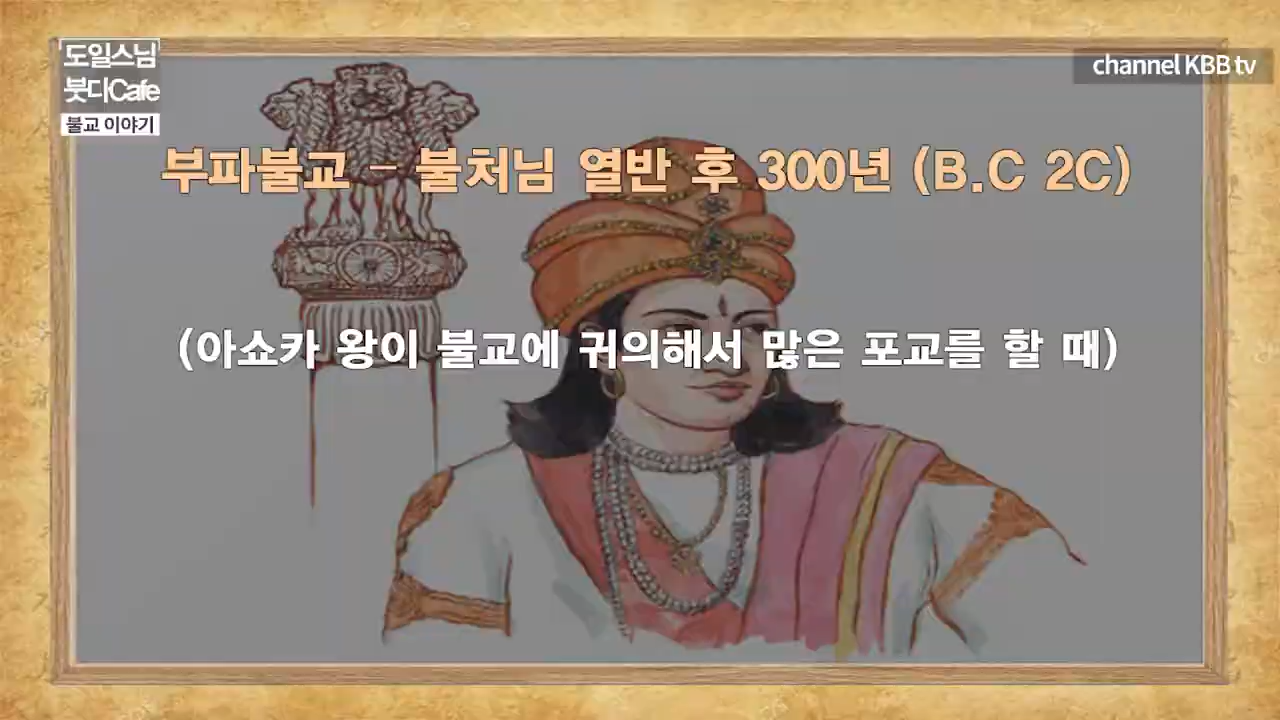 도일스님
붓다Cafe
불교 이야기
channel KBB tv
부파불교 - 불처님 열반 후 300년 (B.C 2C)
(아쇼카 왕이 불교에 귀의해서 많은 포교를 할 때)